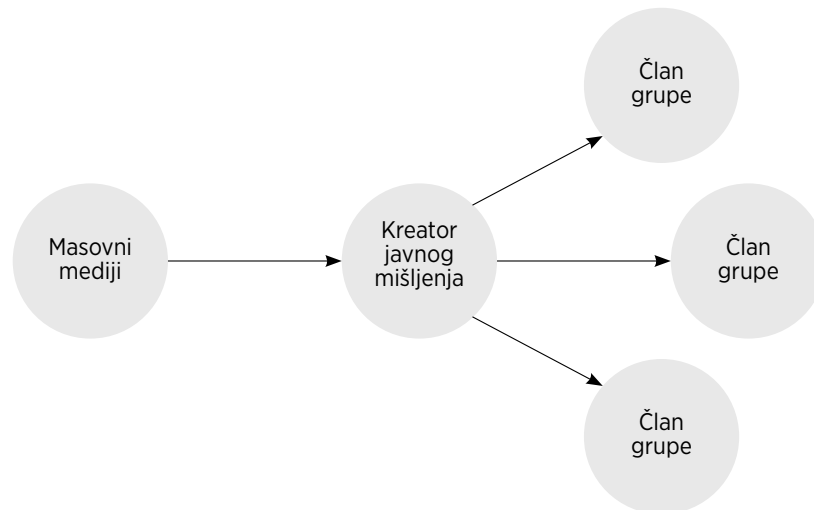 Član
grupe
Masovni
mediji
Kreator
javnog
mišljenja
Član
grupe
Član
grupe